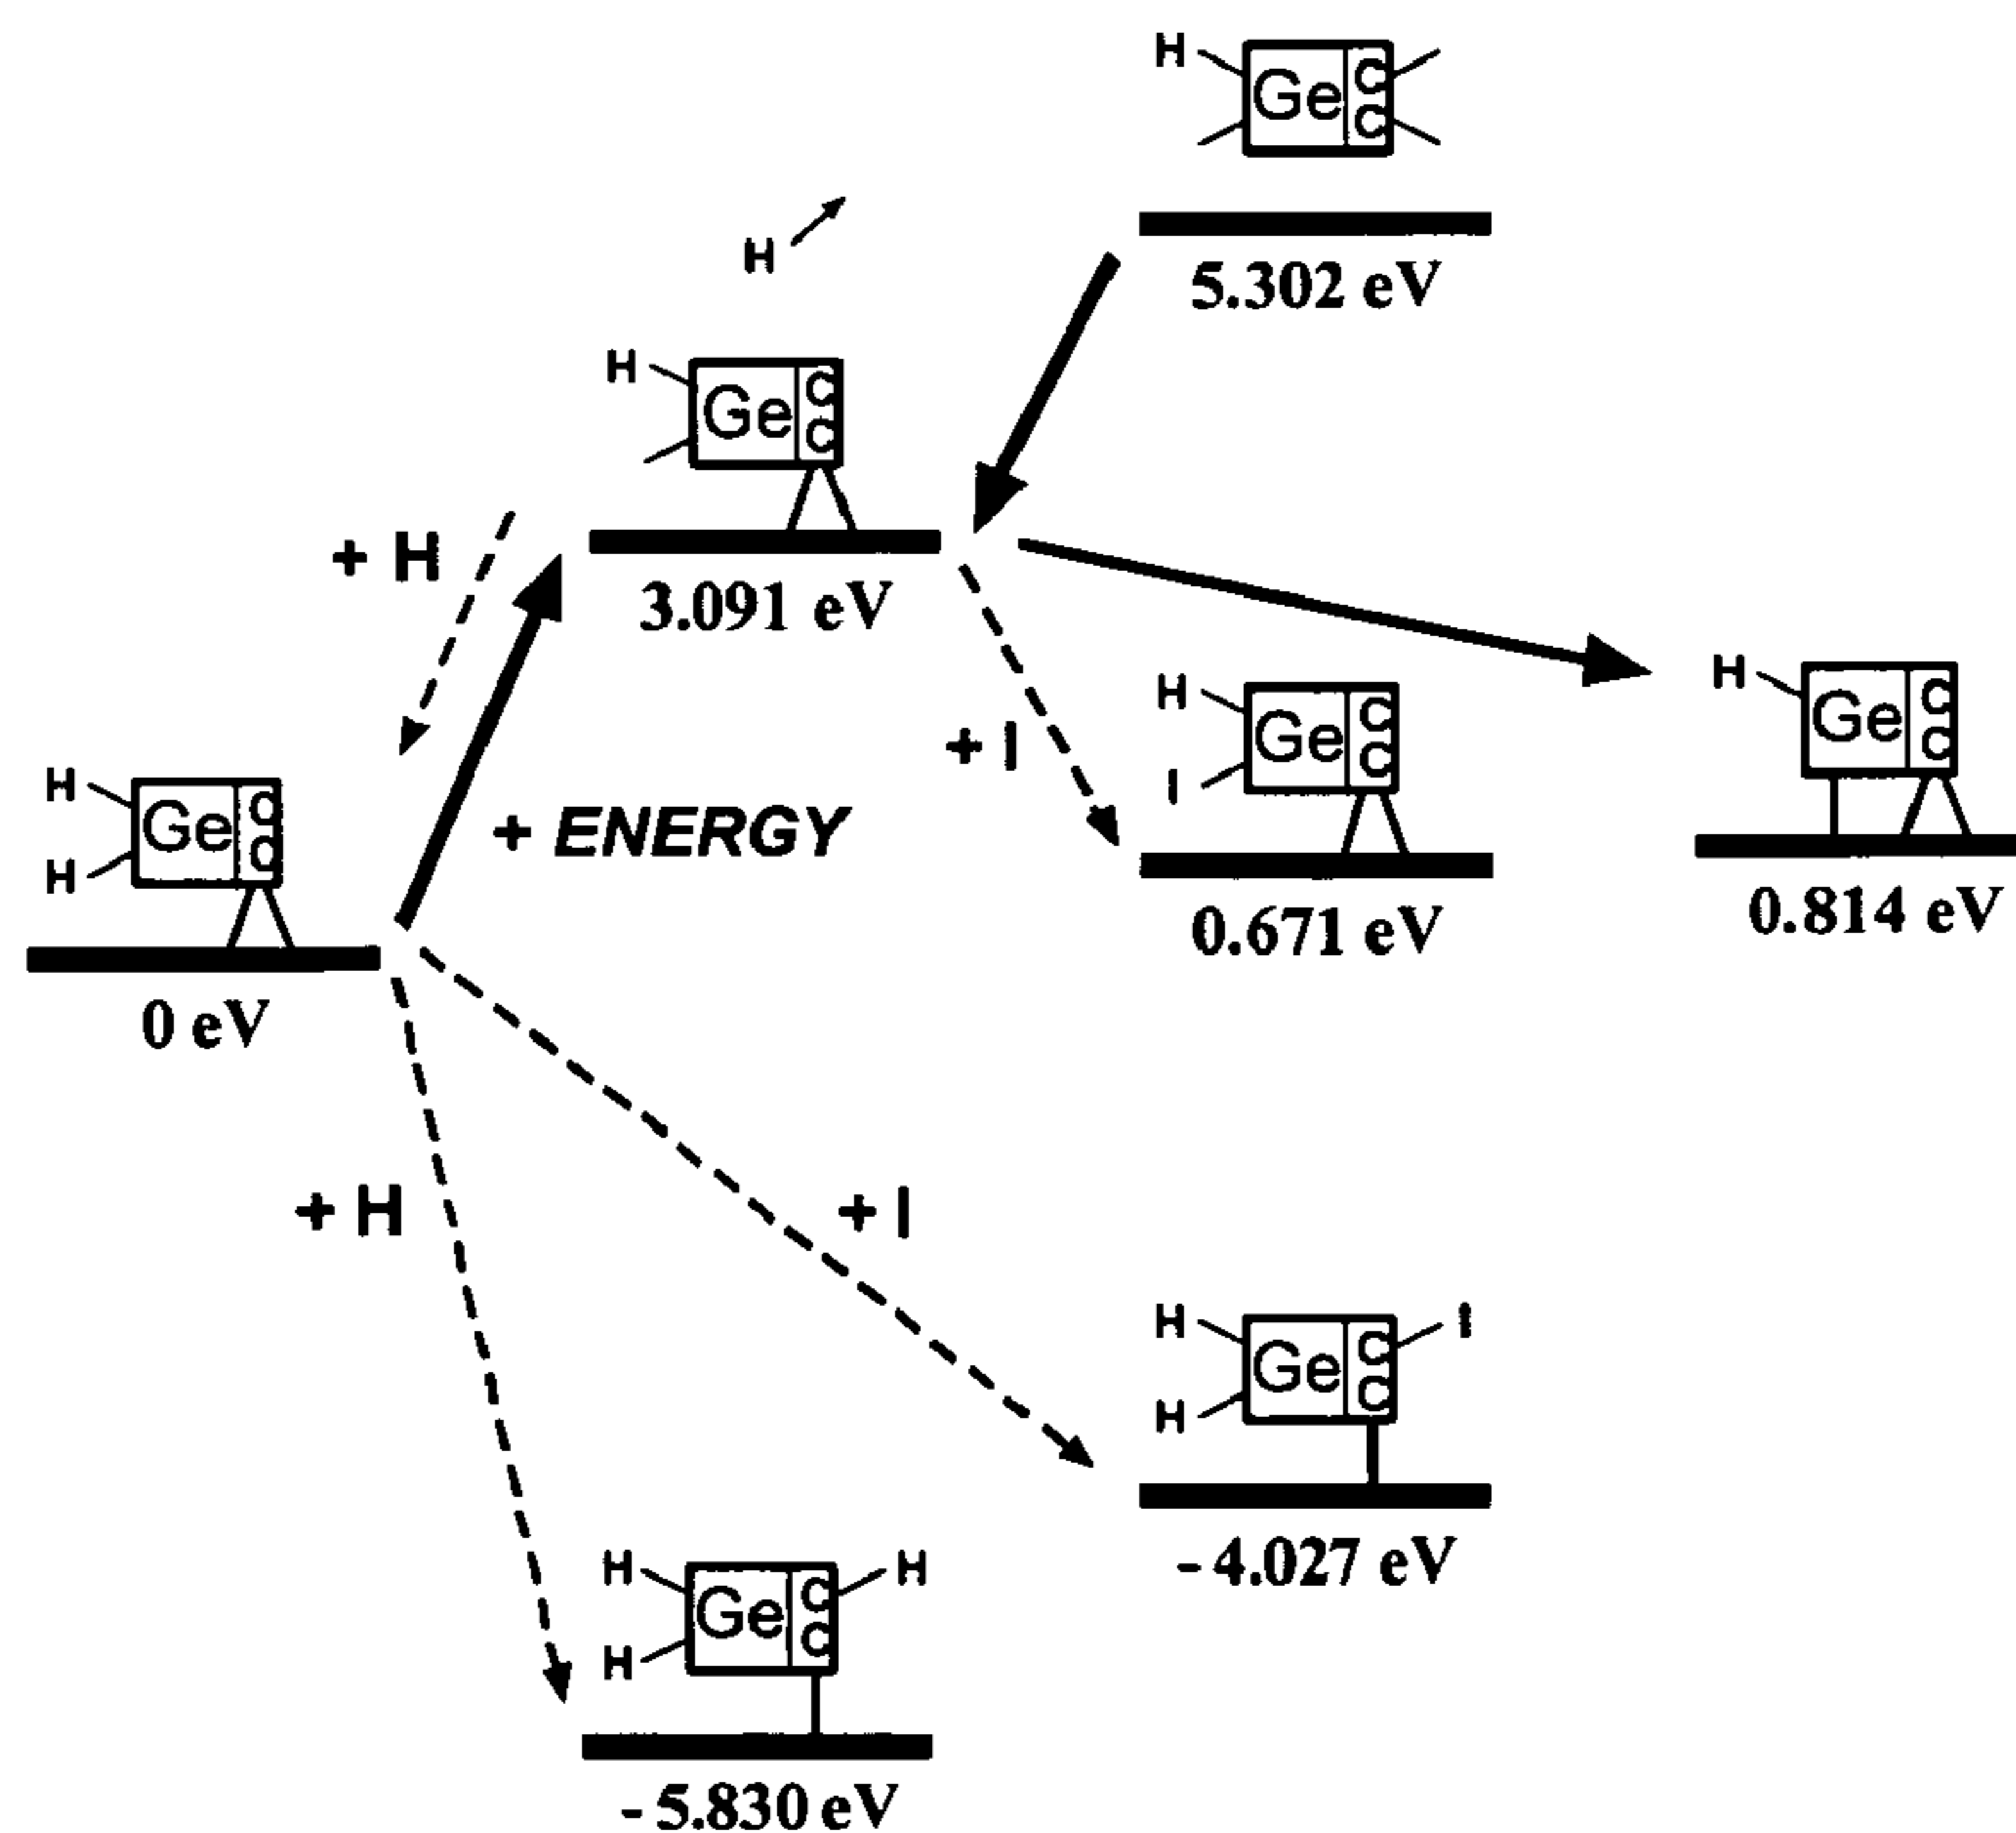 H
Ge
C
C
5.302 eV
H
H
Ge
C
C
3.091 eV
+ H
+ ENERGY
H
H
Ge
C
C
0 eV
+ I
H
I
Ge
C
C
0.671 eV
H
Ge
C
C
0.814 eV
+ H
+ I
H
H
Ge
C
C
I
- 4.027 eV
H
H
Ge
C
C
H
- 5.830 eV